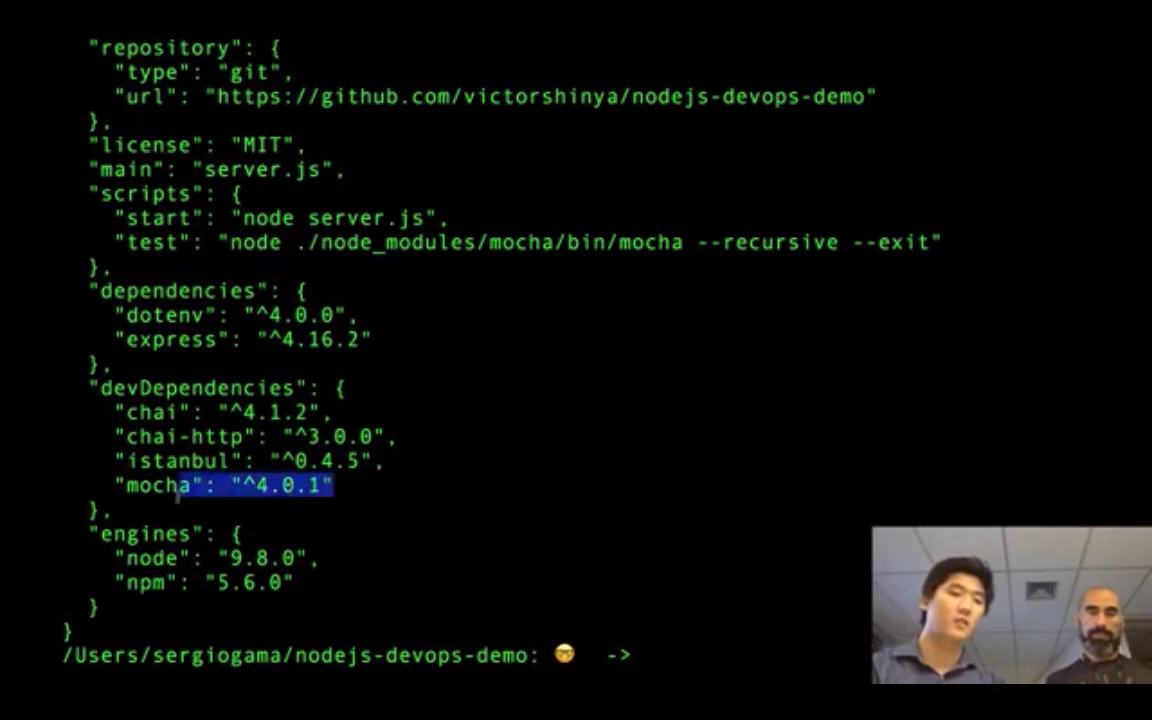 "repository": {
"type": "git",
"url": "https://github.com/victorshinya/nodejs-devops-demo"
},
"license": "MIT",
"main": "server.js",
"scripts": {
"start": "node server.js",
"test": "node ./node_modules/mocha/bin/mocha --recursive --exit"
},
"dependencies": {
"dotenv": "^4.0.0",
"express": "^4.16.2"
},
"devDependencies": {
"chai": "^4.1.2",
"chai-http": "^3.0.0",
"istanbul": "^0.4.5",
"mocha": "^4.0.1"
},
"engines": {
"node": "9.8.0",
"npm": "5.6.0"
}
}
/Users/sergiogama/nodejs-devops-demo: 🤓 ->